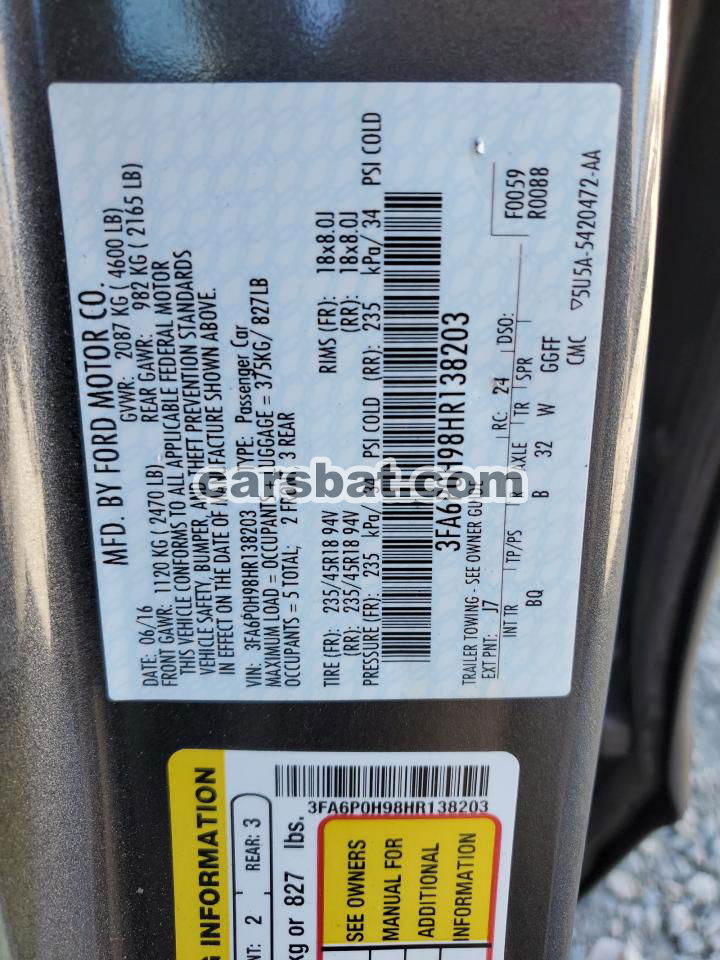 MFD. BY FORD MOTOR CO.
DATE: 06/16 GVWR: 2087 KG ( 4600 LB)
FRONT GAWR: 1120 KG ( 2470 LB) REAR GAWR: 982 KG ( 2165 LB)
THIS VEHICLE CONFORMS TO ALL APPLICABLE FEDERAL MOTOR
VEHICLE SAFETY, BUMPER, AND THEFT PREVENTION STANDARDS
IN EFFECT ON THE DATE OF MANUFACTURE SHOWN ABOVE.
VIN: 3FA6P0H98HR138203 TYPE: Passenger Car
MAXIMUM LOAD = OCCUPANTS + LUGGAGE = 375KG/ 827LB
OCCUPANTS = 5 TOTAL; 2 FRONT 3 REAR
TIRE (FR): 235/45R18 94V RIMS (FR): 18x8.0J
(RR): 235/45R18 94V (RR): 18x8.0J
PRESSURE (FR): 235 kPa/ 34 PSI COLD (RR): 235 kPa/ 34 PSI COLD
3FA6P0H98HR138203
TRAILER TOWING - SEE OWNER GUIDE F0059
EXT PNT: J7 RC: 24 DSO: R0088
INT TR TP/PS R AXLE TR SPR
BQ B 32 W GGFF
CMC 5U5A-5420472-AA
carsbat.com
INFORMATION
2 REAR: 3
kg or 827 lbs.
3FA6P0H98HR138203
SEE OWNERS
MANUAL FOR
ADDITIONAL
INFORMATION